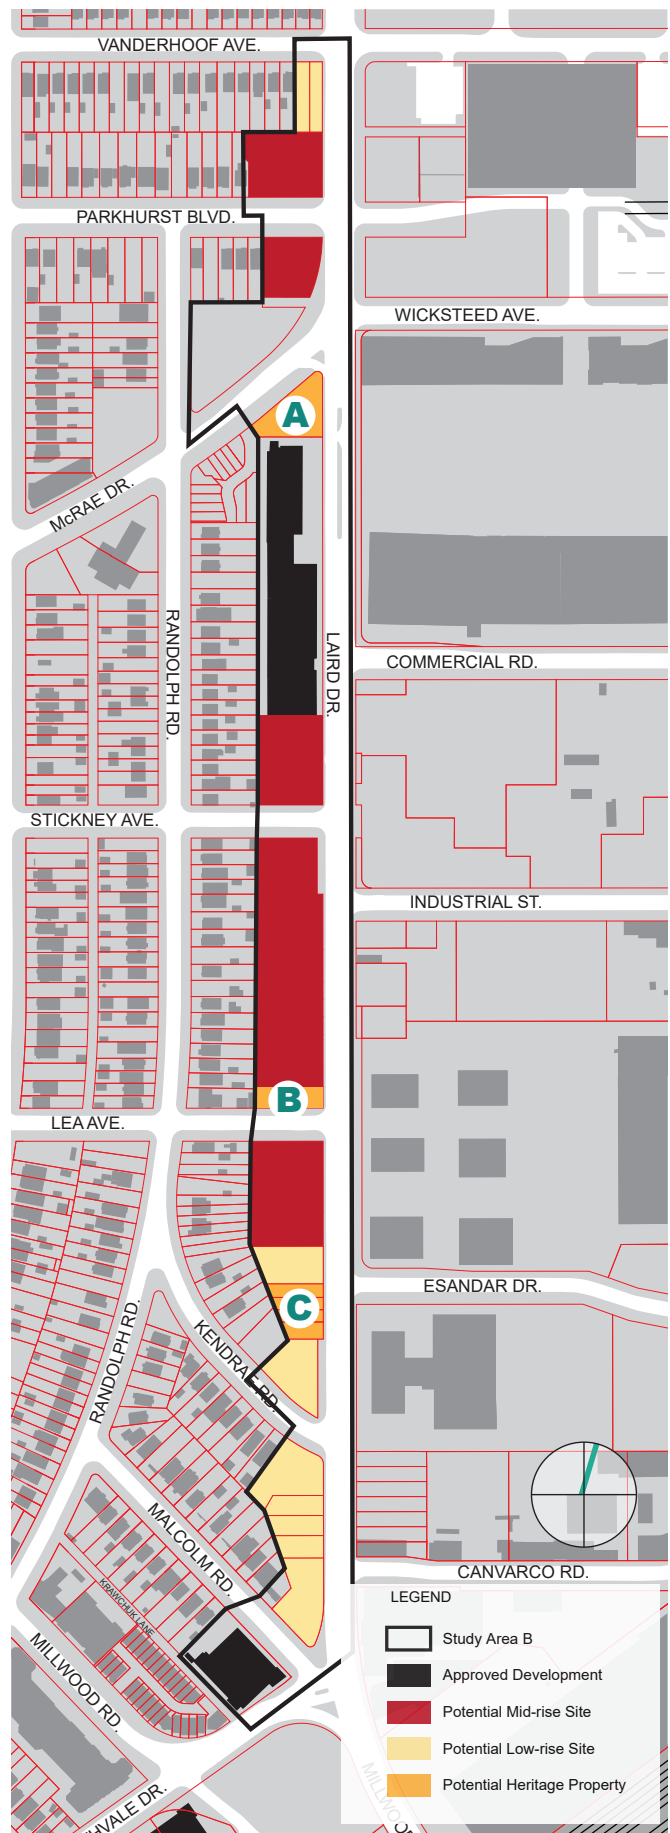 VANDERHOOF AVE.
PARKHURST BLVD.
WICKSTEED AVE.
A
McRAE DR.
RANDOLPH RD.
LAIRD DR.
COMMERCIAL RD.
STICKNEY AVE.
INDUSTRIAL ST.
B
LEA AVE.
ESANDAR DR.
C
RANDOLPH RD.
KENDRAE RD.
MALCOLM RD.
CANVARCO RD.
KRAWCHUK LANE
MILLWOOD RD.
LEGEND
Study Area B
Approved Development
Potential Mid-rise Site
Potential Low-rise Site
Potential Heritage Property